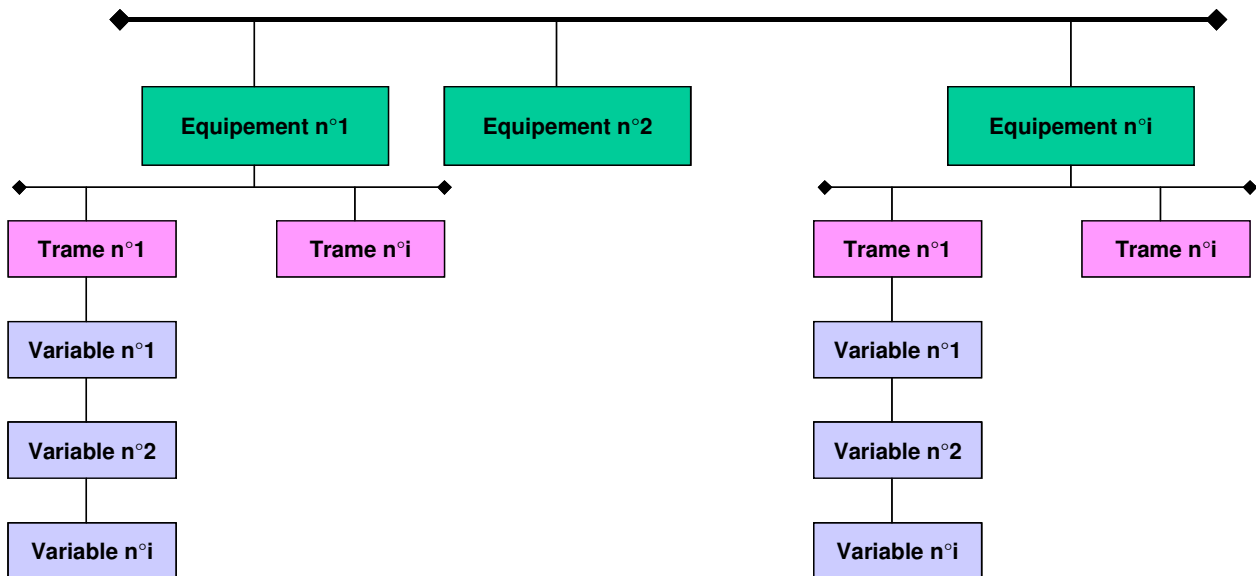 Equipement n°1
Equipement n°2
Equipement n°i
Trame n°1
Trame n°i
Trame n°1
Trame n°i
Variable n°1
Variable n°1
Variable n°2
Variable n°2
Variable n°i
Variable n°i